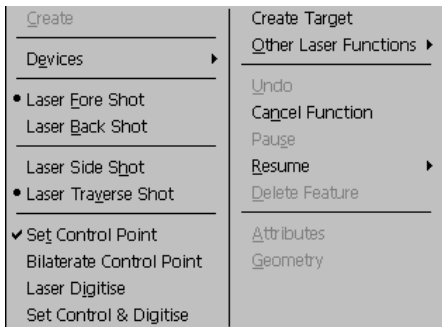 Create
Devices
Laser Fore Shot
Laser Back Shot
Laser Side Shot
Laser Traverse Shot
Set Control Point
Bilaterate Control Point
Laser Digitise
Set Control & Digitise
Create Target
Other Laser Functions
Undo
Cancel Function
Pause
Resume
Delete Feature
Attributes
Geometry